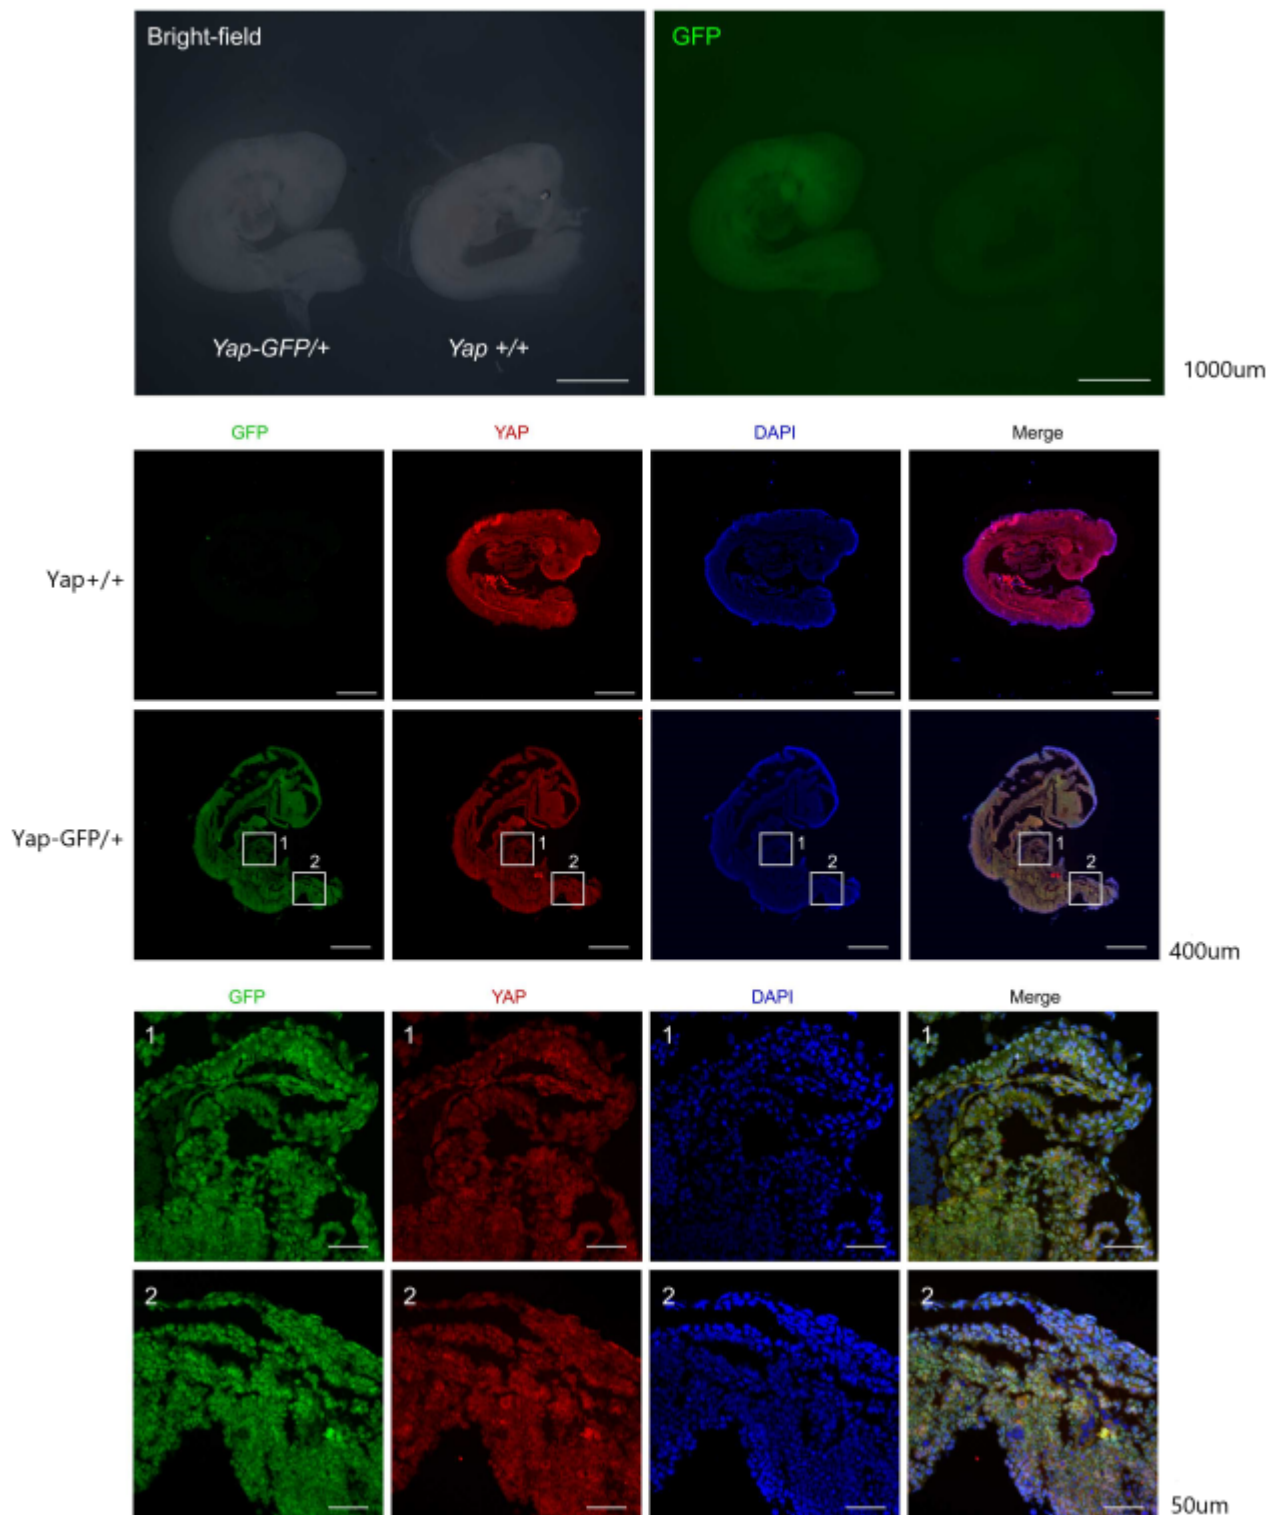 Bright-field GFP
Yap-GFP/+ Yap +/+
1000um
GFP YAP DAPI Merge
Yap+/+
Yap-GFP/+
1 1 1 1
2 2 2 2
400um
GFP YAP DAPI Merge
1 1 1 1
2 2 2 2
50um